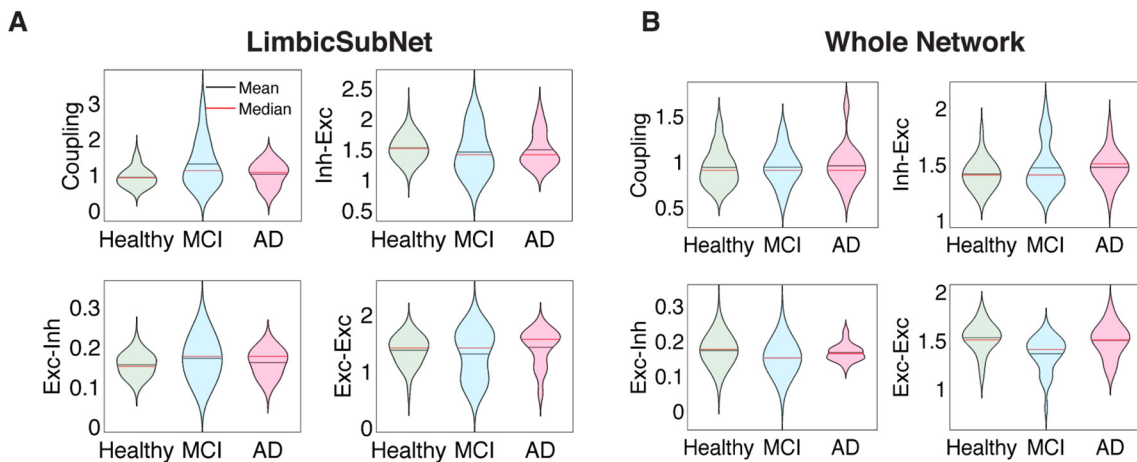 A
LimbicSubNet
Coupling
3
2
1
0
Mean
Median
Healthy MCI AD
Inh-Exc
2.5
2
1.5
1
0.5
Healthy MCI AD
Exc-Inh
0.3
0.2
0.1
0
Healthy MCI AD
Exc-Exc
2
1
0
Healthy MCI AD
B
Whole Network
Coupling
1.5
1
0.5
Healthy MCI AD
Inh-Exc
2
1.5
1
Healthy MCI AD
Exc-Inh
0.3
0.2
0.1
0
Healthy MCI AD
Exc-Exc
2
1.5
1
Healthy MCI AD